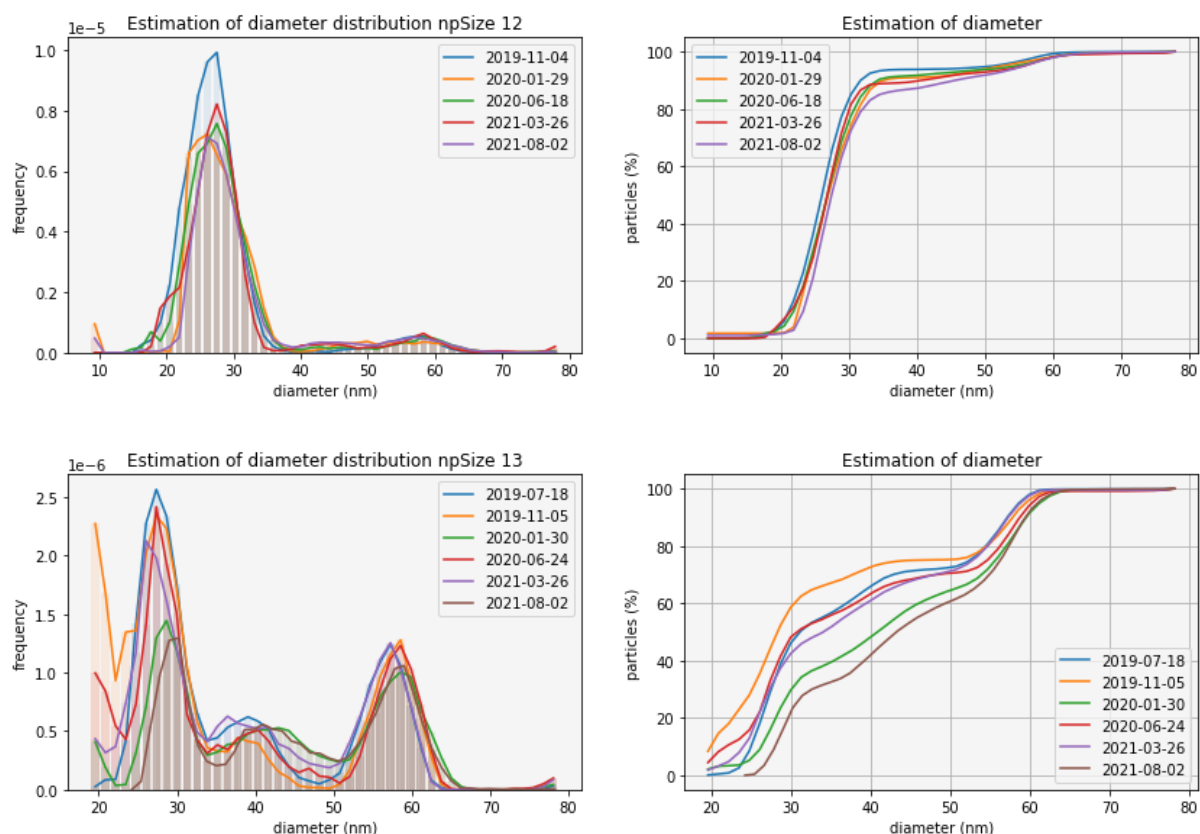 Estimation of diameter distribution npSize 12
1e−5
1.0
0.8
0.6
0.4
0.2
0.0
frequency
10 20 30 40 50 60 70 80
diameter (nm)
2019-11-04
2020-01-29
2020-06-18
2021-03-26
2021-08-02
Estimation of diameter
100
80
60
40
20
0
particles (%)
10 20 30 40 50 60 70 80
diameter (nm)
2019-11-04
2020-01-29
2020-06-18
2021-03-26
2021-08-02
Estimation of diameter distribution npSize 13
1e−6
2.5
2.0
1.5
1.0
0.5
0.0
frequency
20 30 40 50 60 70 80
diameter (nm)
2019-07-18
2019-11-05
2020-01-30
2020-06-24
2021-03-26
2021-08-02
Estimation of diameter
100
80
60
40
20
0
particles (%)
20 30 40 50 60 70 80
diameter (nm)
2019-07-18
2019-11-05
2020-01-30
2020-06-24
2021-03-26
2021-08-02